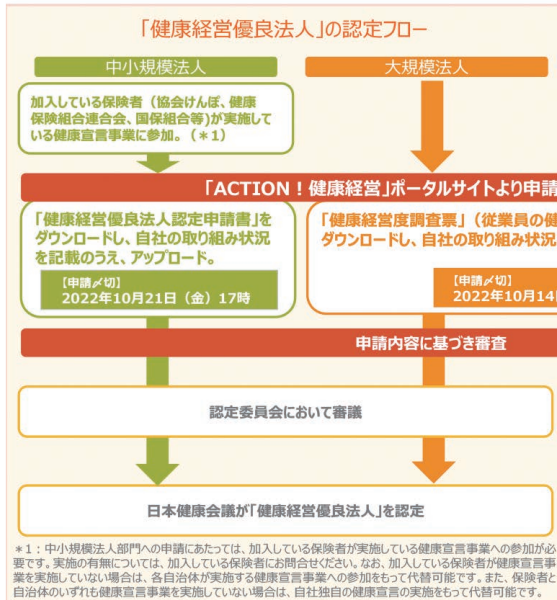 「健康経営優良法人」の認定フロー
中小規模法人
大規模法人
加入している保険者（協会けんぽ、健康
保険組合連合会、国保組合等)が実施して
いる健康宣言事業に参加。（*1）
「ACTION！健康経営」ポータルサイトより申請
「健康経営優良法人認定申請書」を
ダウンロードし、自社の取り組み状況
を記載のうえ、アップロード。
【申請〆切】
2022年10月21日（金）17時
「健康経営度調査票」（従業員の健
ダウンロードし、自社の取り組み状況
【申請〆切】
2022年10月14日
申請内容に基づき審査
認定委員会において審議
日本健康会議が「健康経営優良法人」を認定
*1：中小規模法人部門への申請にあたっては、加入している保険者が実施している健康宣言事業への参加が必
要です。実施の有無については、加入している保険者にお問合せください。なお、加入している保険者が健康宣言事
業を実施していない場合は、各自治体が実施する健康宣言事業への参加をもって代替可能です。また、保険者と
自治体のいずれも健康宣言事業を実施していない場合は、自社独自の健康宣言の実施をもって代替可能です。